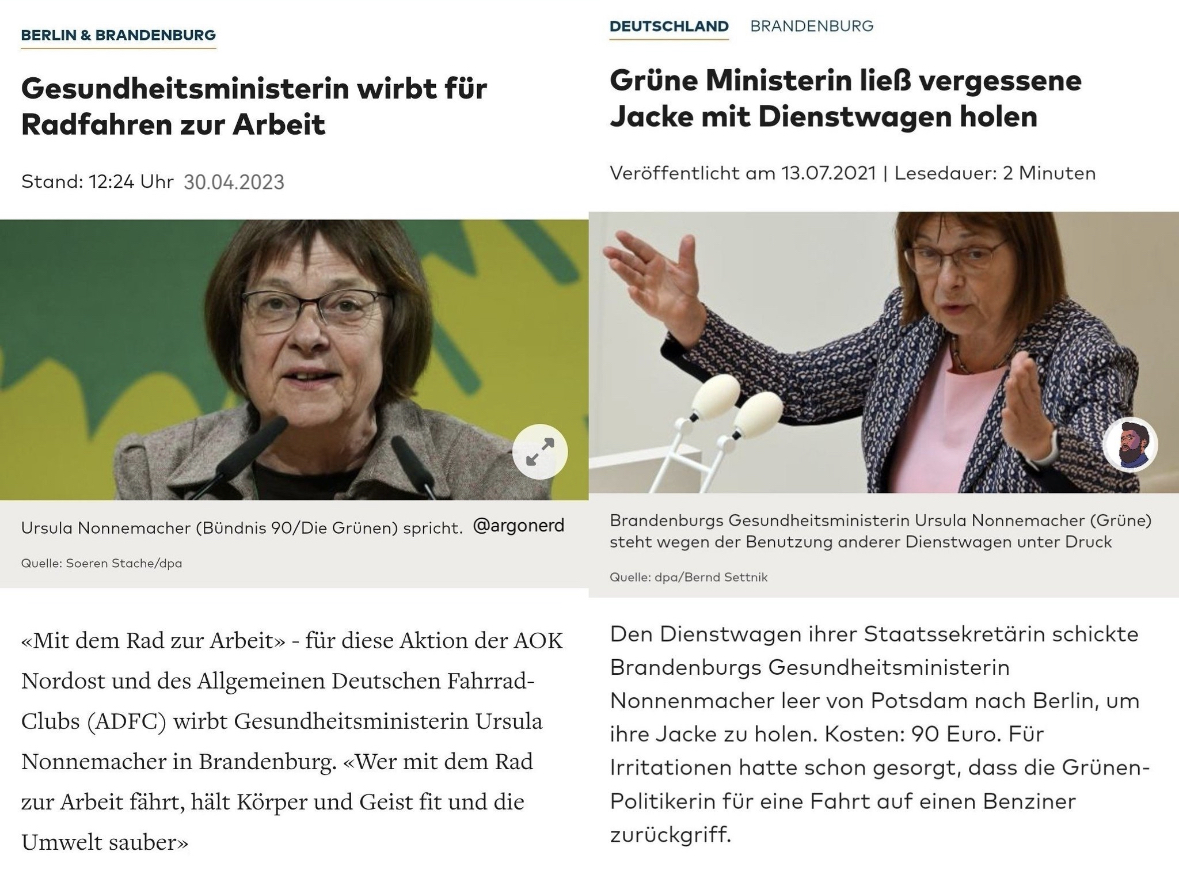 BERLIN & BRANDENBURG
Gesundheitsministerin wirbt für
Radfahren zur Arbeit
Stand: 12:24 Uhr 30.04.2023
Ursula Nonnemacher (Bündnis 90/Die Grünen) spricht. @argonerd
Quelle: Soeren Stache/dpa
«Mit dem Rad zur Arbeit» - für diese Aktion der AOK
Nordost und des Allgemeinen Deutschen Fahrrad-
Clubs (ADFC) wirbt Gesundheitsministerin Ursula
Nonnemacher in Brandenburg. «Wer mit dem Rad
zur Arbeit fährt, hält Körper und Geist fit und die
Umwelt sauber»
DEUTSCHLAND BRANDENBURG
Grüne Ministerin ließ vergessene
Jacke mit Dienstwagen holen
Veröffentlicht am 13.07.2021 | Lesedauer: 2 Minuten
Brandenburgs Gesundheitsministerin Ursula Nonnemacher (Grüne)
steht wegen der Benutzung anderer Dienstwagen unter Druck
Quelle: dpa/Bernd Settnik
Den Dienstwagen ihrer Staatssekretärin schickte
Brandenburgs Gesundheitsministerin
Nonnenmacher leer von Potsdam nach Berlin, um
ihre Jacke zu holen. Kosten: 90 Euro. Für
Irritationen hatte schon gesorgt, dass die Grünen-
Politikerin für eine Fahrt auf einen Benziner
zurückgriff.